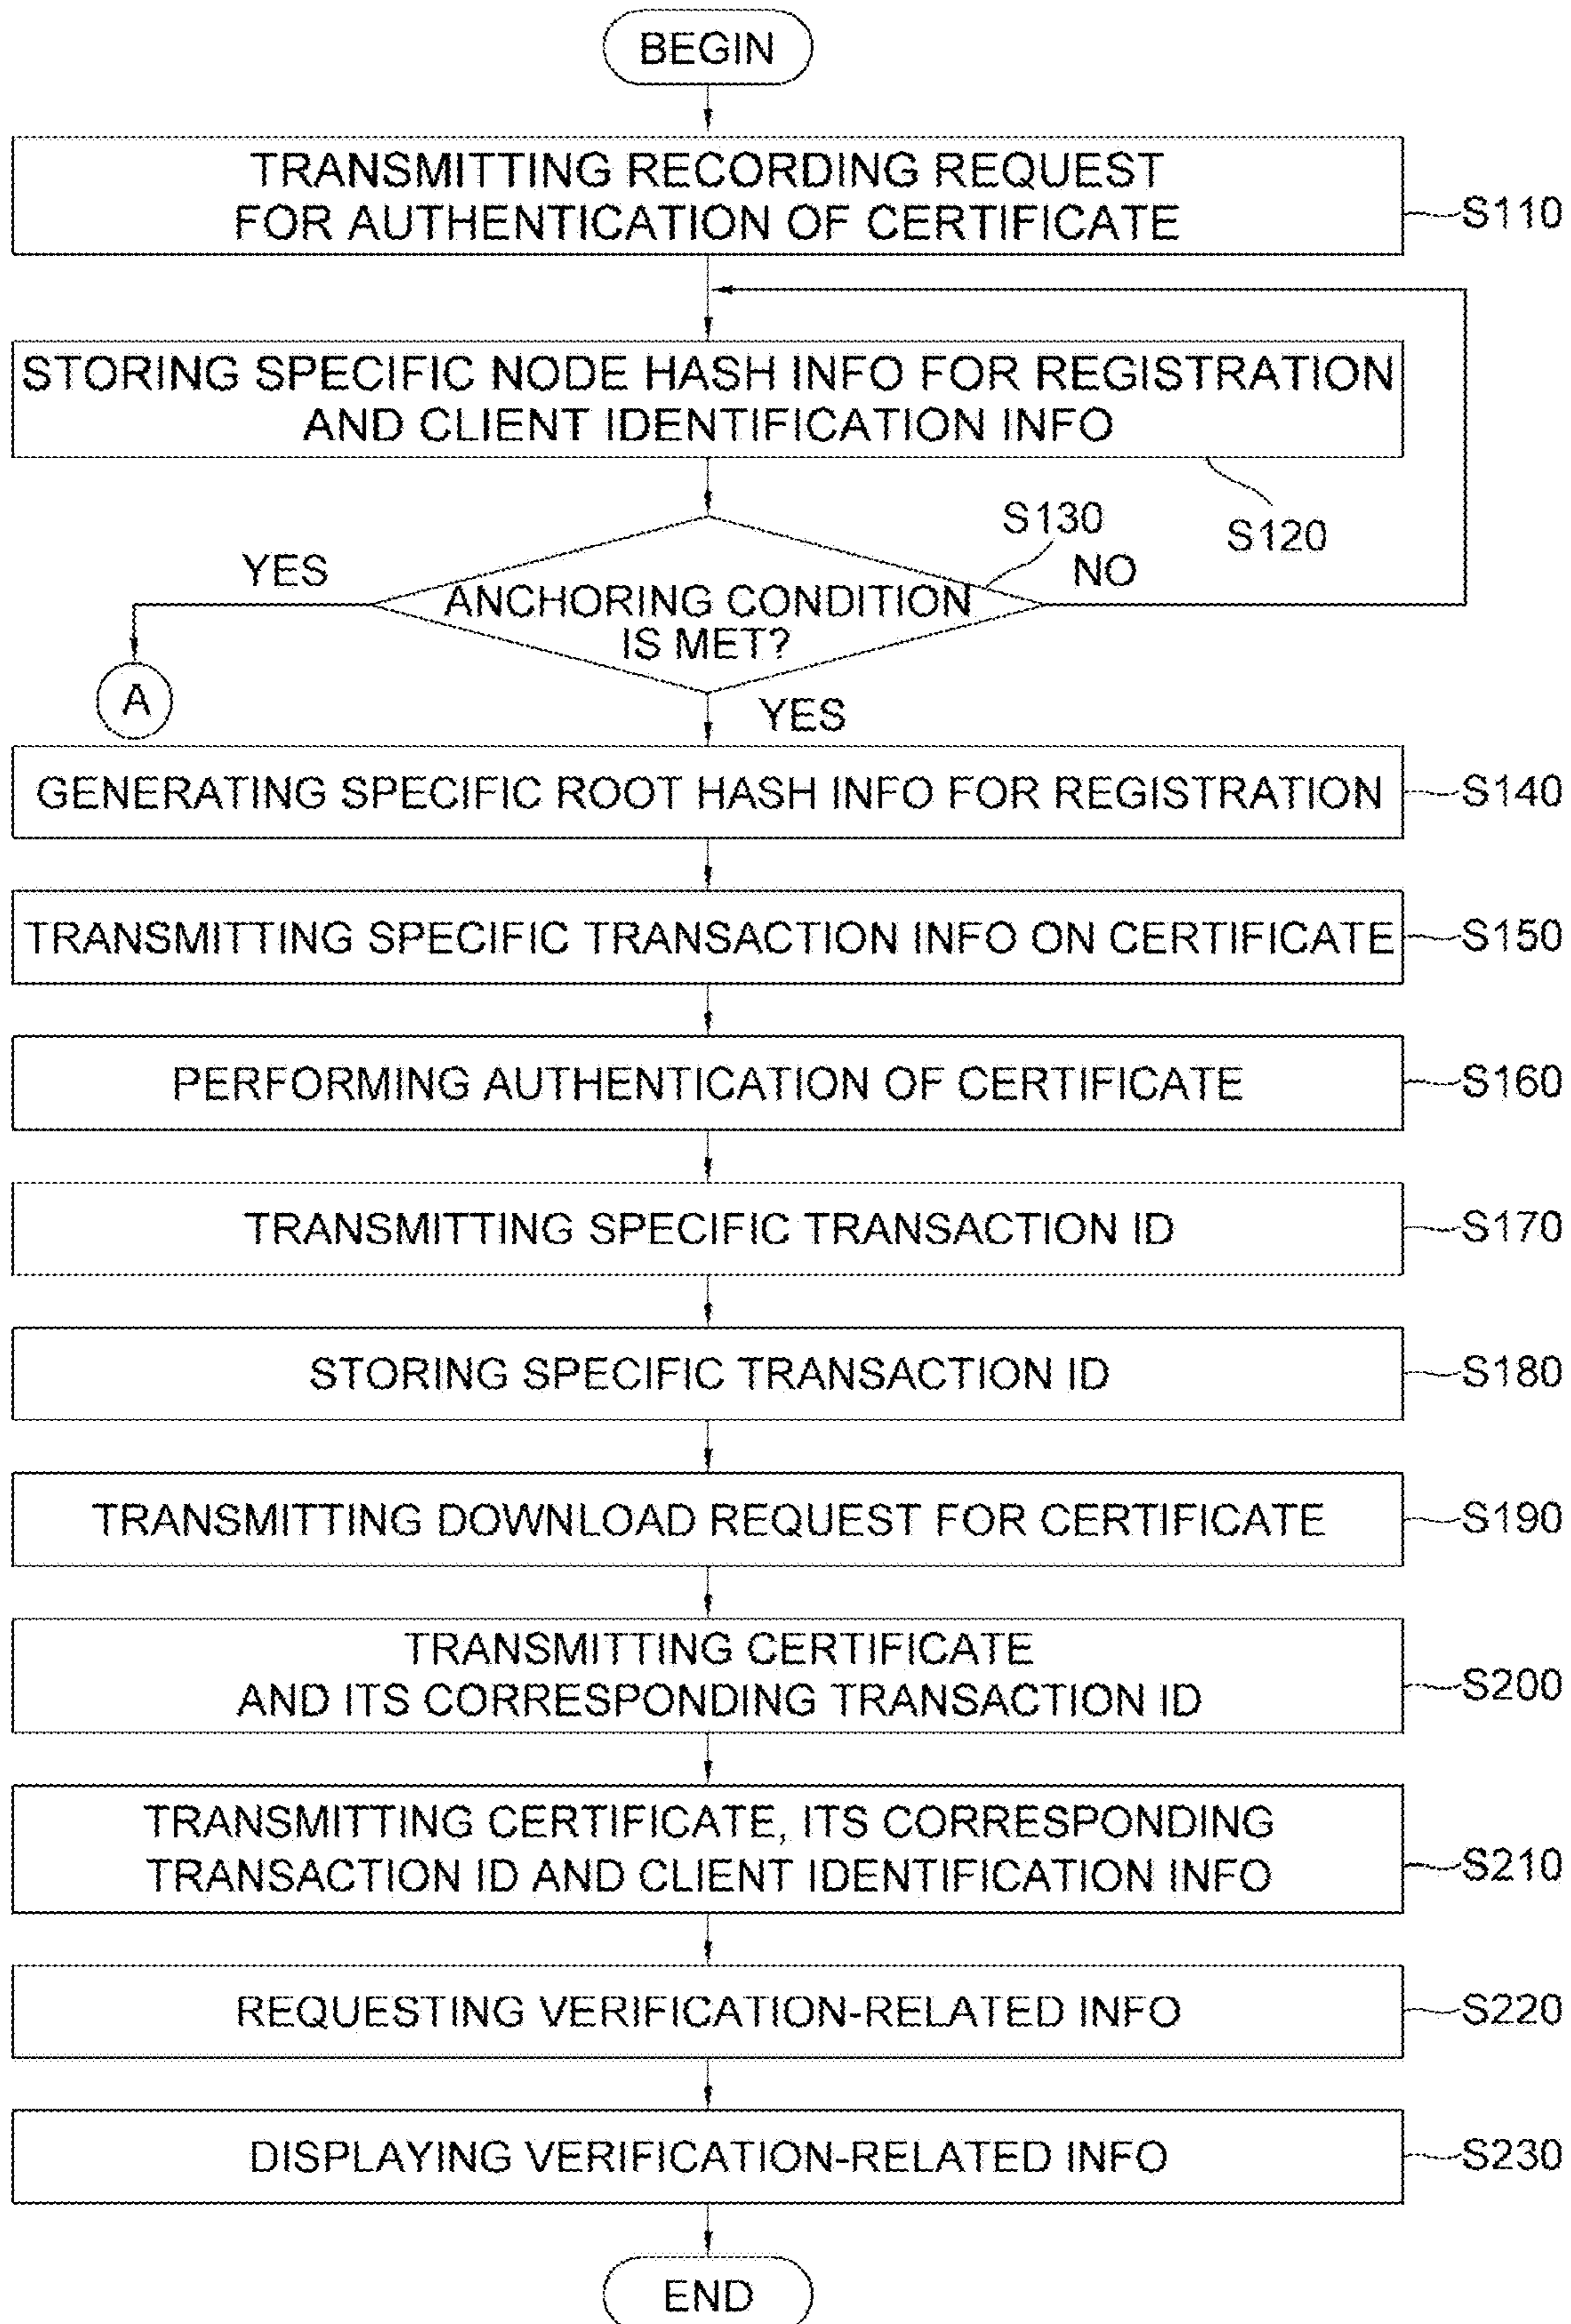 BEGIN
TRANSMITTING RECORDING REQUEST
FOR AUTHENTICATION OF CERTIFICATE
S110
STORING SPECIFIC NODE HASH INFO FOR REGISTRATION
AND CLIENT IDENTIFICATION INFO
S120
S130
YES
NO
ANCHORING CONDITION
IS MET?
A
YES
GENERATING SPECIFIC ROOT HASH INFO FOR REGISTRATION
S140
TRANSMITTING SPECIFIC TRANSACTION INFO ON CERTIFICATE
S150
PERFORMING AUTHENTICATION OF CERTIFICATE
S160
TRANSMITTING SPECIFIC TRANSACTION ID
S170
STORING SPECIFIC TRANSACTION ID
S180
TRANSMITTING DOWNLOAD REQUEST FOR CERTIFICATE
S190
TRANSMITTING CERTIFICATE
AND ITS CORRESPONDING TRANSACTION ID
S200
TRANSMITTING CERTIFICATE, ITS CORRESPONDING
TRANSACTION ID AND CLIENT IDENTIFICATION INFO
S210
REQUESTING VERIFICATION-RELATED INFO
S220
DISPLAYING VERIFICATION-RELATED INFO
S230
END